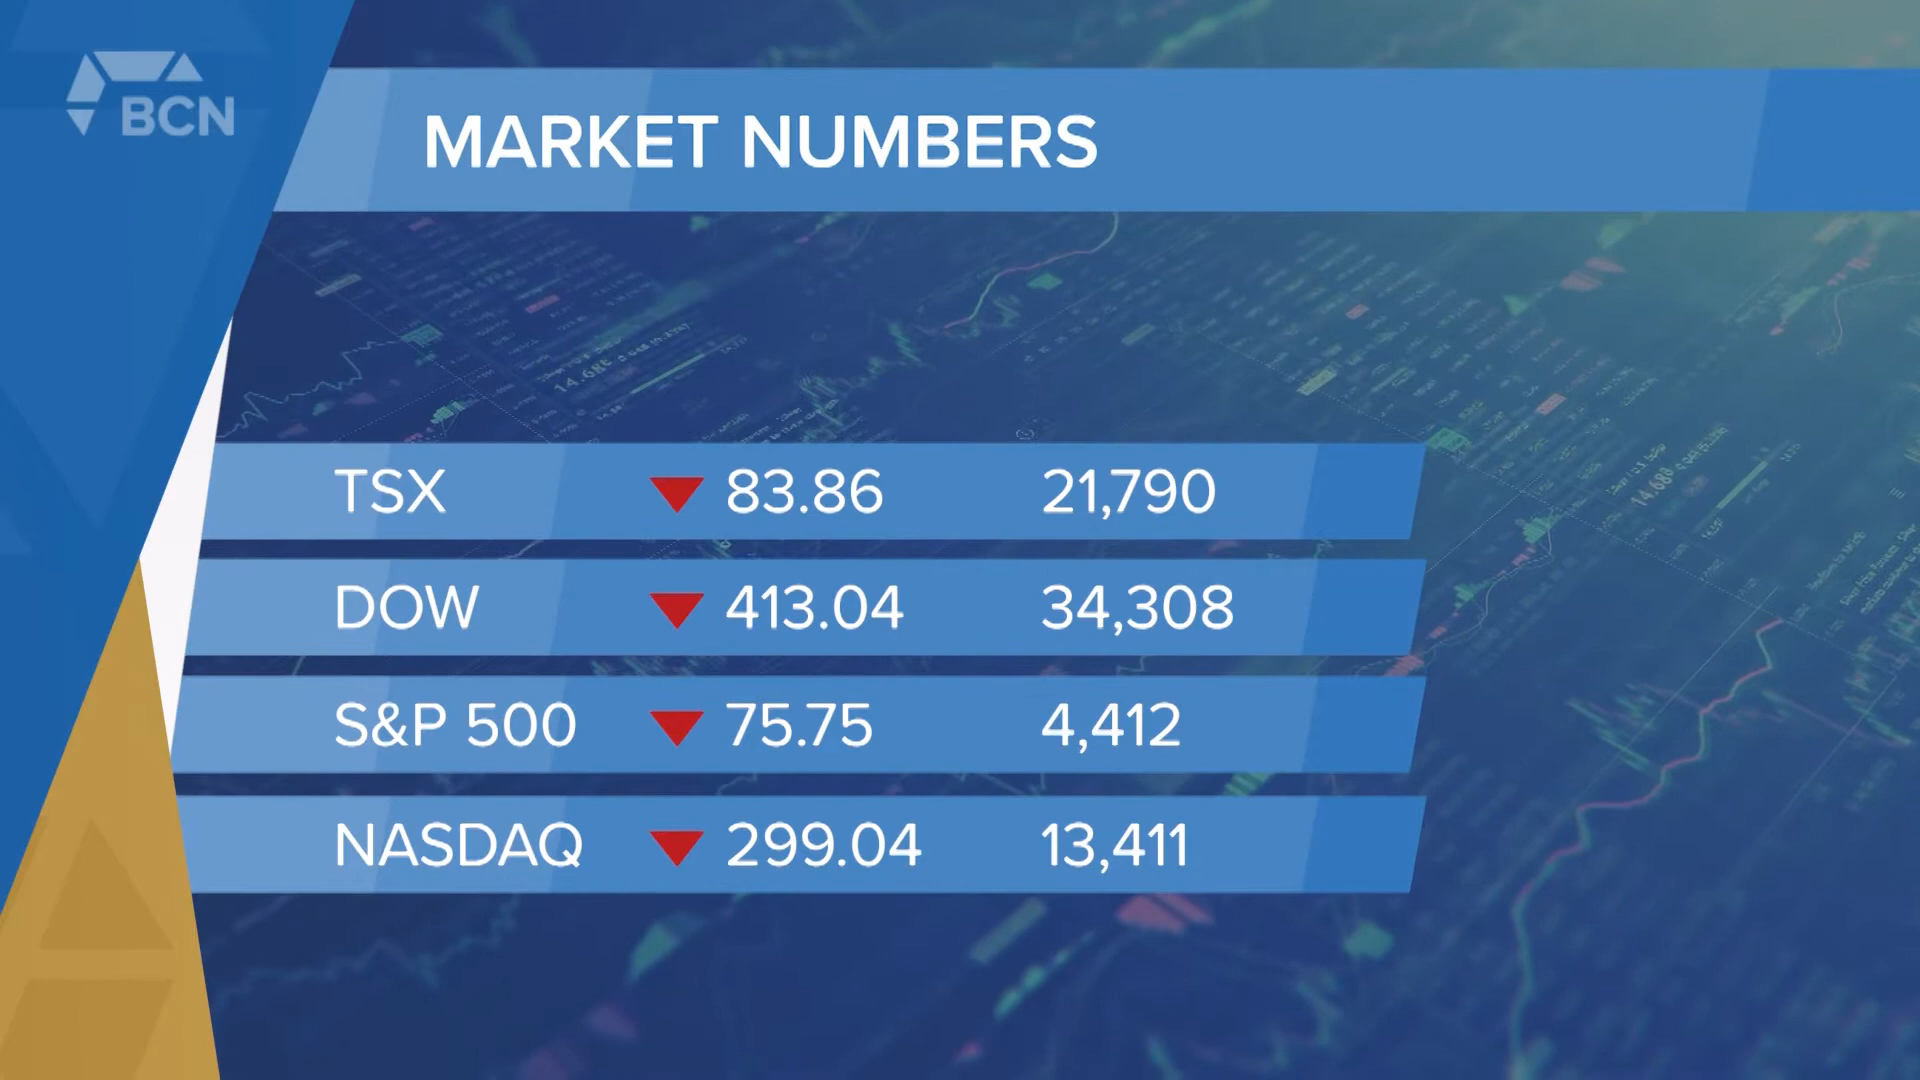 BCN
MARKET NUMBERS
TSX 83.86 21,790
DOW 413.04 34,308
S&P 500 75.75 4,412
NASDAQ 299.04 13,411